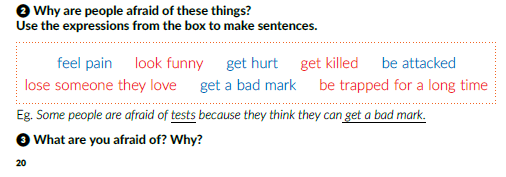 2 Why are people afraid of these things?
Use the expressions from the box to make sentences.
feel pain look funny get hurt get killed be attacked
lose someone they love get a bad mark be trapped for a long time
Eg. Some people are afraid of tests because they think they can get a bad mark.
3 What are you afraid of? Why?
20